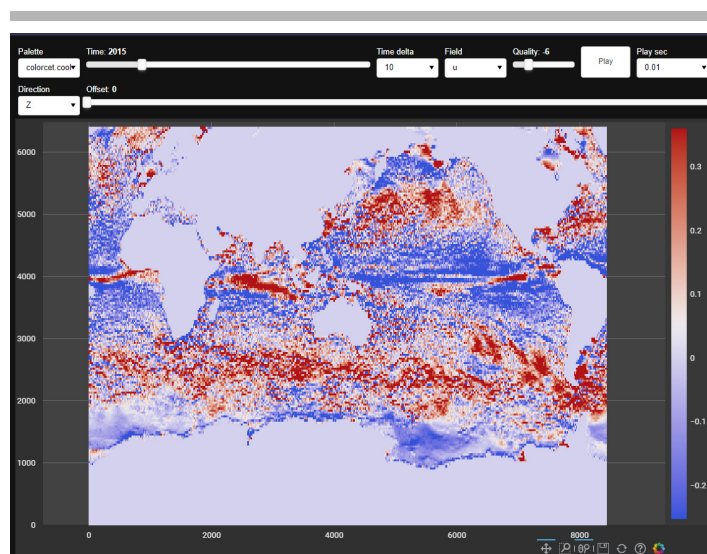 Palette Time: 2015 Time delta Field Quality: -6 Play Play sec
colorcet.cool 10 u 0.01
Direction Offset: 0
Z
6000
5000
4000
3000
2000
1000
0
0 2000 4000 6000 8000
0.3
0.2
0.1
0
-0.1
-0.2